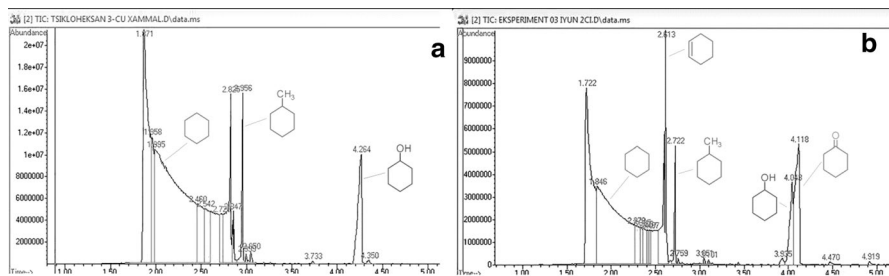 [2] TIC: TSIKLOHEKSAN 3-CU XAMMAL.D\data.ms
Abundance
a
1.871
2e+07
1.8e+07
1.6e+07
1.4e+07
1.2e+07
1e+07
8000000
6000000
4000000
2000000
0
1.958
1.895
2.460
2.542
2.956
CH3
4.264
OH
3.733
4.350
Time-->
1.00
1.50
2.00
2.50
3.00
3.50
4.00
4.50
5.00
[2] TIC: EKSPERIMENT 03 IYUN 2CI.D\data.ms
Abundance
b
2.613
9000000
8000000
7000000
6000000
5000000
4000000
3000000
2000000
1000000
0
1.722
1.846
2.722
CH3
2.759
OH
O
4.118
4.048
3.935
4.470
4.919
Time-->
1.00
1.50
2.00
2.50
3.00
3.50
4.00
4.50